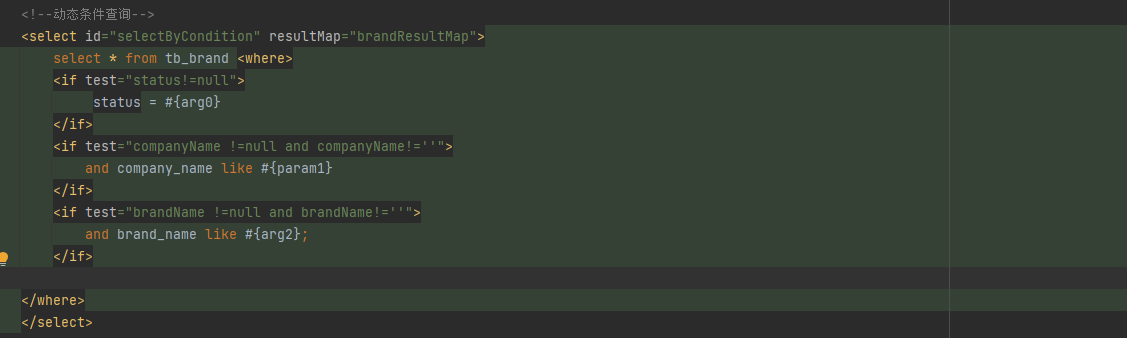 <!--动态条件查询-->
<select id="selectByCondition" resultMap="brandResultMap">
    select * from tb_brand <where>
    <if test="status!=null">
         status = #{arg0}
    </if>
    <if test="companyName !=null and companyName!=''">
        and company_name like #{param1}
    </if>
    <if test="brandName !=null and brandName!=''">
        and brand_name like #{arg2};
    </if>
</where>
</select>